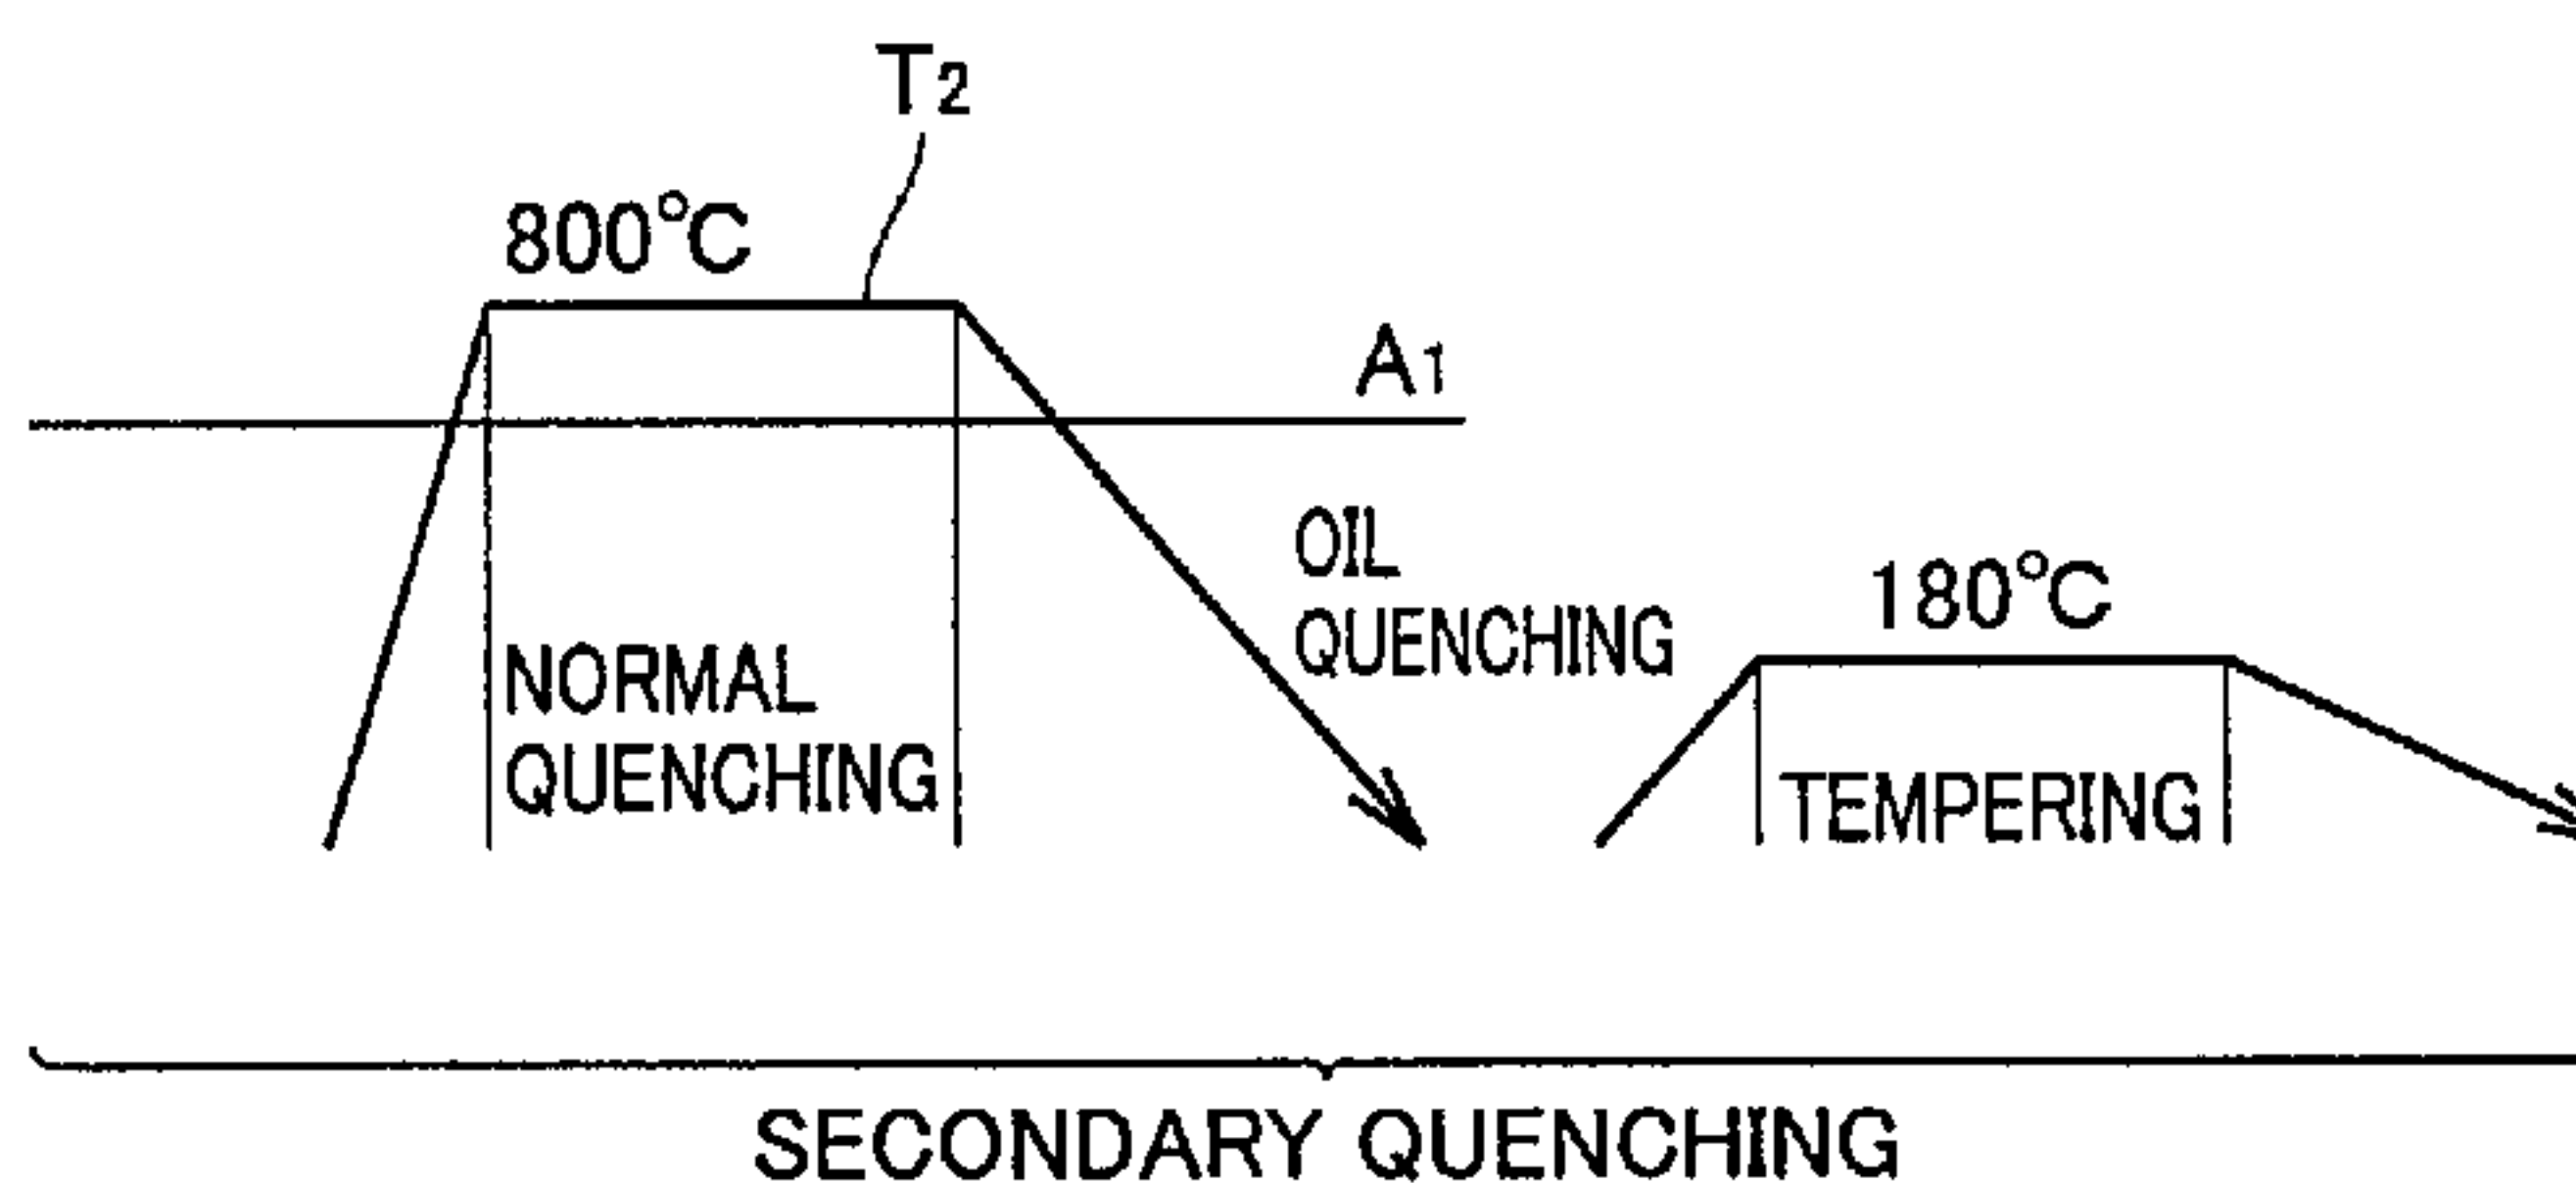 T2
800°C
A1
OIL
QUENCHING
180°C
NORMAL
QUENCHING
TEMPERING
SECONDARY QUENCHING